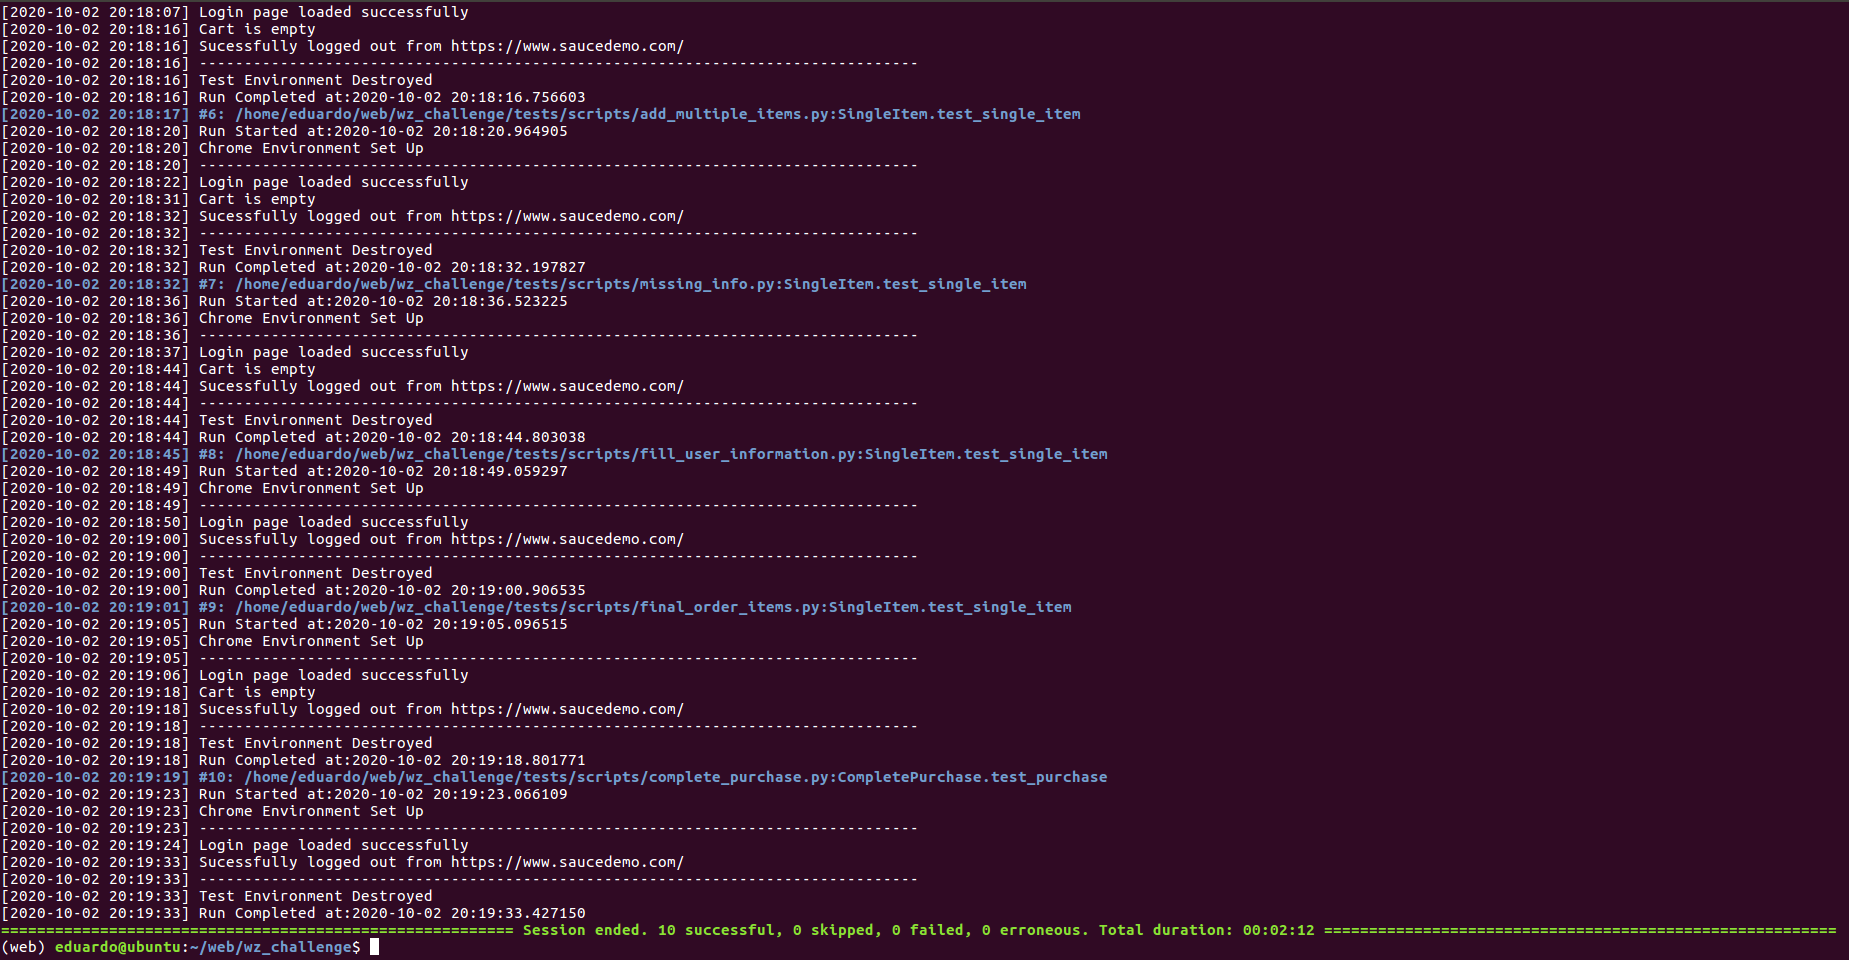 [2020-10-02 20:18:07] Login page loaded successfully
[2020-10-02 20:18:16] Cart is empty
[2020-10-02 20:18:16] Sucessfully logged out from https://www.saucedemo.com/
[2020-10-02 20:18:16] --------------------------------------------------------------------------------
[2020-10-02 20:18:16] Test Environment Destroyed
[2020-10-02 20:18:16] Run Completed at:2020-10-02 20:18:16.756603
[2020-10-02 20:18:17] #6: /home/eduardo/web/wz_challenge/tests/scripts/add_multiple_items.py:SingleItem.test_single_item
[2020-10-02 20:18:20] Run Started at:2020-10-02 20:18:20.964905
[2020-10-02 20:18:20] Chrome Environment Set Up
[2020-10-02 20:18:20] --------------------------------------------------------------------------------
[2020-10-02 20:18:22] Login page loaded successfully
[2020-10-02 20:18:31] Cart is empty
[2020-10-02 20:18:32] Sucessfully logged out from https://www.saucedemo.com/
[2020-10-02 20:18:32] --------------------------------------------------------------------------------
[2020-10-02 20:18:32] Test Environment Destroyed
[2020-10-02 20:18:32] Run Completed at:2020-10-02 20:18:32.197827
[2020-10-02 20:18:32] #7: /home/eduardo/web/wz_challenge/tests/scripts/missing_info.py:SingleItem.test_single_item
[2020-10-02 20:18:36] Run Started at:2020-10-02 20:18:36.523225
[2020-10-02 20:18:36] Chrome Environment Set Up
[2020-10-02 20:18:36] --------------------------------------------------------------------------------
[2020-10-02 20:18:37] Login page loaded successfully
[2020-10-02 20:18:44] Cart is empty
[2020-10-02 20:18:44] Sucessfully logged out from https://www.saucedemo.com/
[2020-10-02 20:18:44] --------------------------------------------------------------------------------
[2020-10-02 20:18:44] Test Environment Destroyed
[2020-10-02 20:18:44] Run Completed at:2020-10-02 20:18:44.803038
[2020-10-02 20:18:45] #8: /home/eduardo/web/wz_challenge/tests/scripts/fill_user_information.py:SingleItem.test_single_item
[2020-10-02 20:18:49] Run Started at:2020-10-02 20:18:49.059297
[2020-10-02 20:18:49] Chrome Environment Set Up
[2020-10-02 20:18:49] --------------------------------------------------------------------------------
[2020-10-02 20:18:50] Login page loaded successfully
[2020-10-02 20:19:00] Sucessfully logged out from https://www.saucedemo.com/
[2020-10-02 20:19:00] --------------------------------------------------------------------------------
[2020-10-02 20:19:00] Test Environment Destroyed
[2020-10-02 20:19:00] Run Completed at:2020-10-02 20:19:00.906535
[2020-10-02 20:19:01] #9: /home/eduardo/web/wz_challenge/tests/scripts/final_order_items.py:SingleItem.test_single_item
[2020-10-02 20:19:05] Run Started at:2020-10-02 20:19:05.096515
[2020-10-02 20:19:05] Chrome Environment Set Up
[2020-10-02 20:19:05] --------------------------------------------------------------------------------
[2020-10-02 20:19:06] Login page loaded successfully
[2020-10-02 20:19:18] Cart is empty
[2020-10-02 20:19:18] Sucessfully logged out from https://www.saucedemo.com/
[2020-10-02 20:19:18] --------------------------------------------------------------------------------
[2020-10-02 20:19:18] Test Environment Destroyed
[2020-10-02 20:19:18] Run Completed at:2020-10-02 20:19:18.801771
[2020-10-02 20:19:19] #10: /home/eduardo/web/wz_challenge/tests/scripts/complete_purchase.py:CompletePurchase.test_purchase
[2020-10-02 20:19:23] Run Started at:2020-10-02 20:19:23.066109
[2020-10-02 20:19:23] Chrome Environment Set Up
[2020-10-02 20:19:23] --------------------------------------------------------------------------------
[2020-10-02 20:19:24] Login page loaded successfully
[2020-10-02 20:19:33] Sucessfully logged out from https://www.saucedemo.com/
[2020-10-02 20:19:33] --------------------------------------------------------------------------------
[2020-10-02 20:19:33] Test Environment Destroyed
[2020-10-02 20:19:33] Run Completed at:2020-10-02 20:19:33.427150
========================================================= Session ended. 10 successful, 0 skipped, 0 failed, 0 erroneous. Total duration: 00:02:12 =========================================================
(web) eduardo@ubuntu:~/web/wz_challenge$